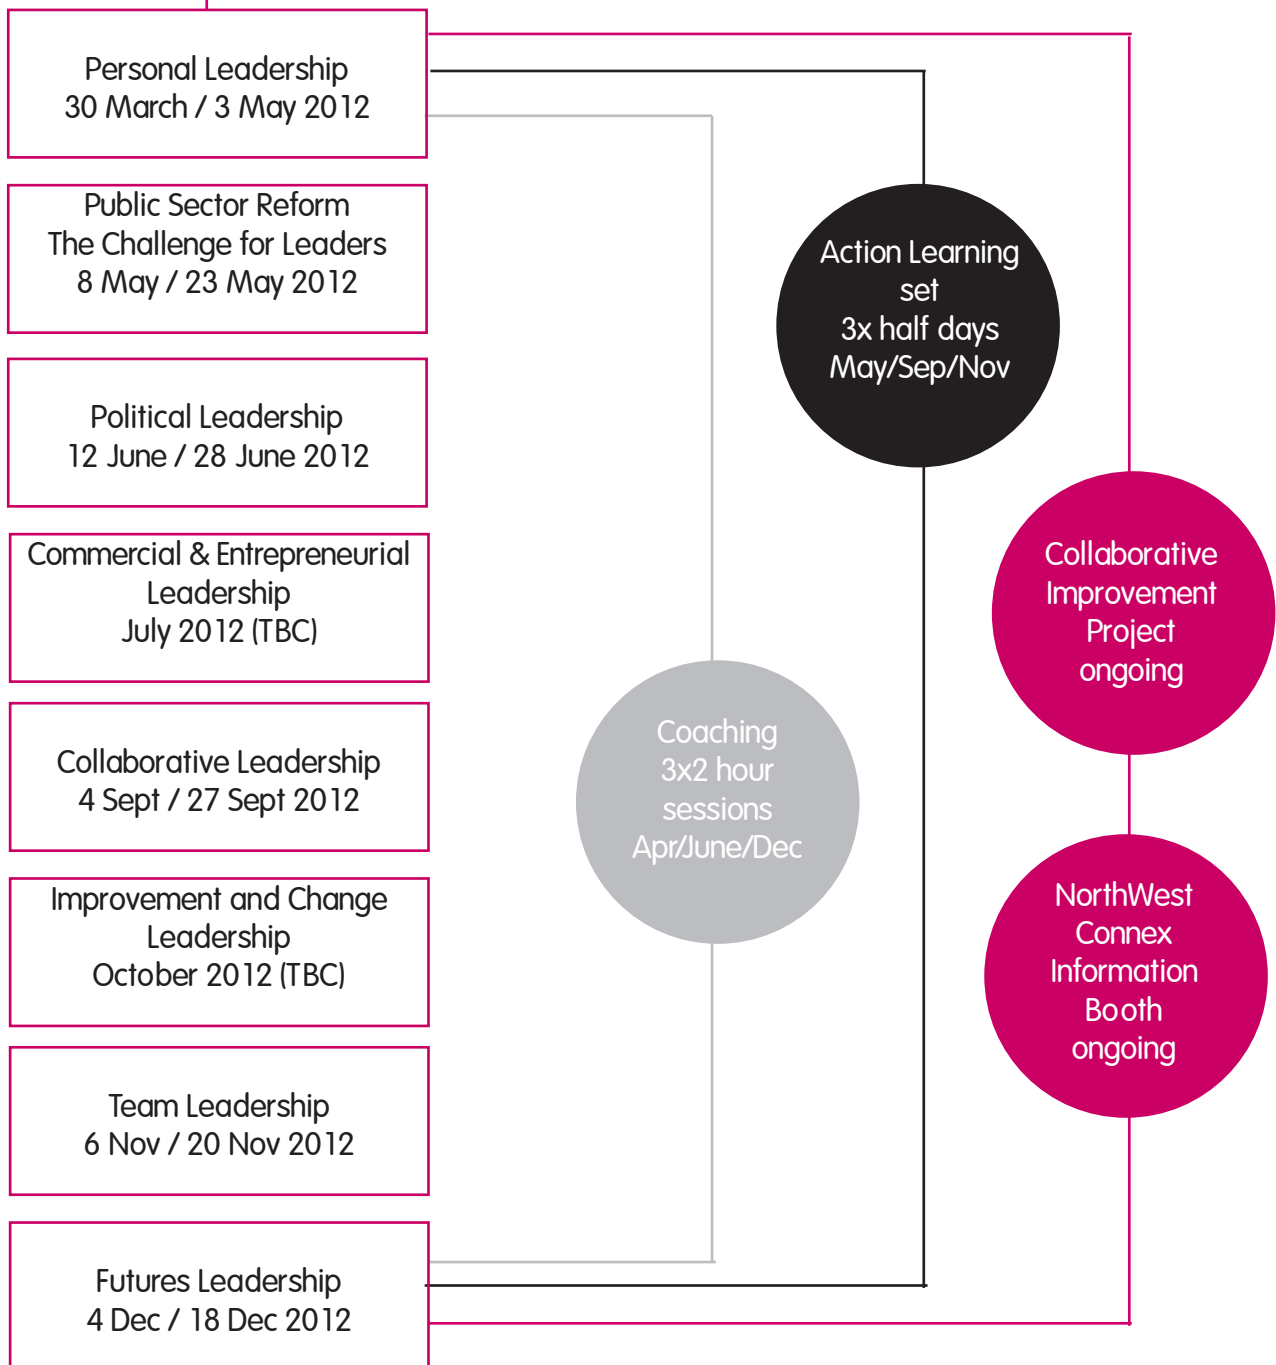 Personal Leadership
30 March / 3 May 2012
Public Sector Reform
The Challenge for Leaders
8 May / 23 May 2012
Political Leadership
12 June / 28 June 2012
Commercial & Entrepreneurial
Leadership
July 2012 (TBC)
Collaborative Leadership
4 Sept / 27 Sept 2012
Improvement and Change
Leadership
October 2012 (TBC)
Team Leadership
6 Nov / 20 Nov 2012
Futures Leadership
4 Dec / 18 Dec 2012
Coaching
3x2 hour
sessions
Apr/June/Dec
Action Learning
set
3x half days
May/Sep/Nov
Collaborative
Improvement
Project
ongoing
NorthWest
Connex
Information
Booth
ongoing